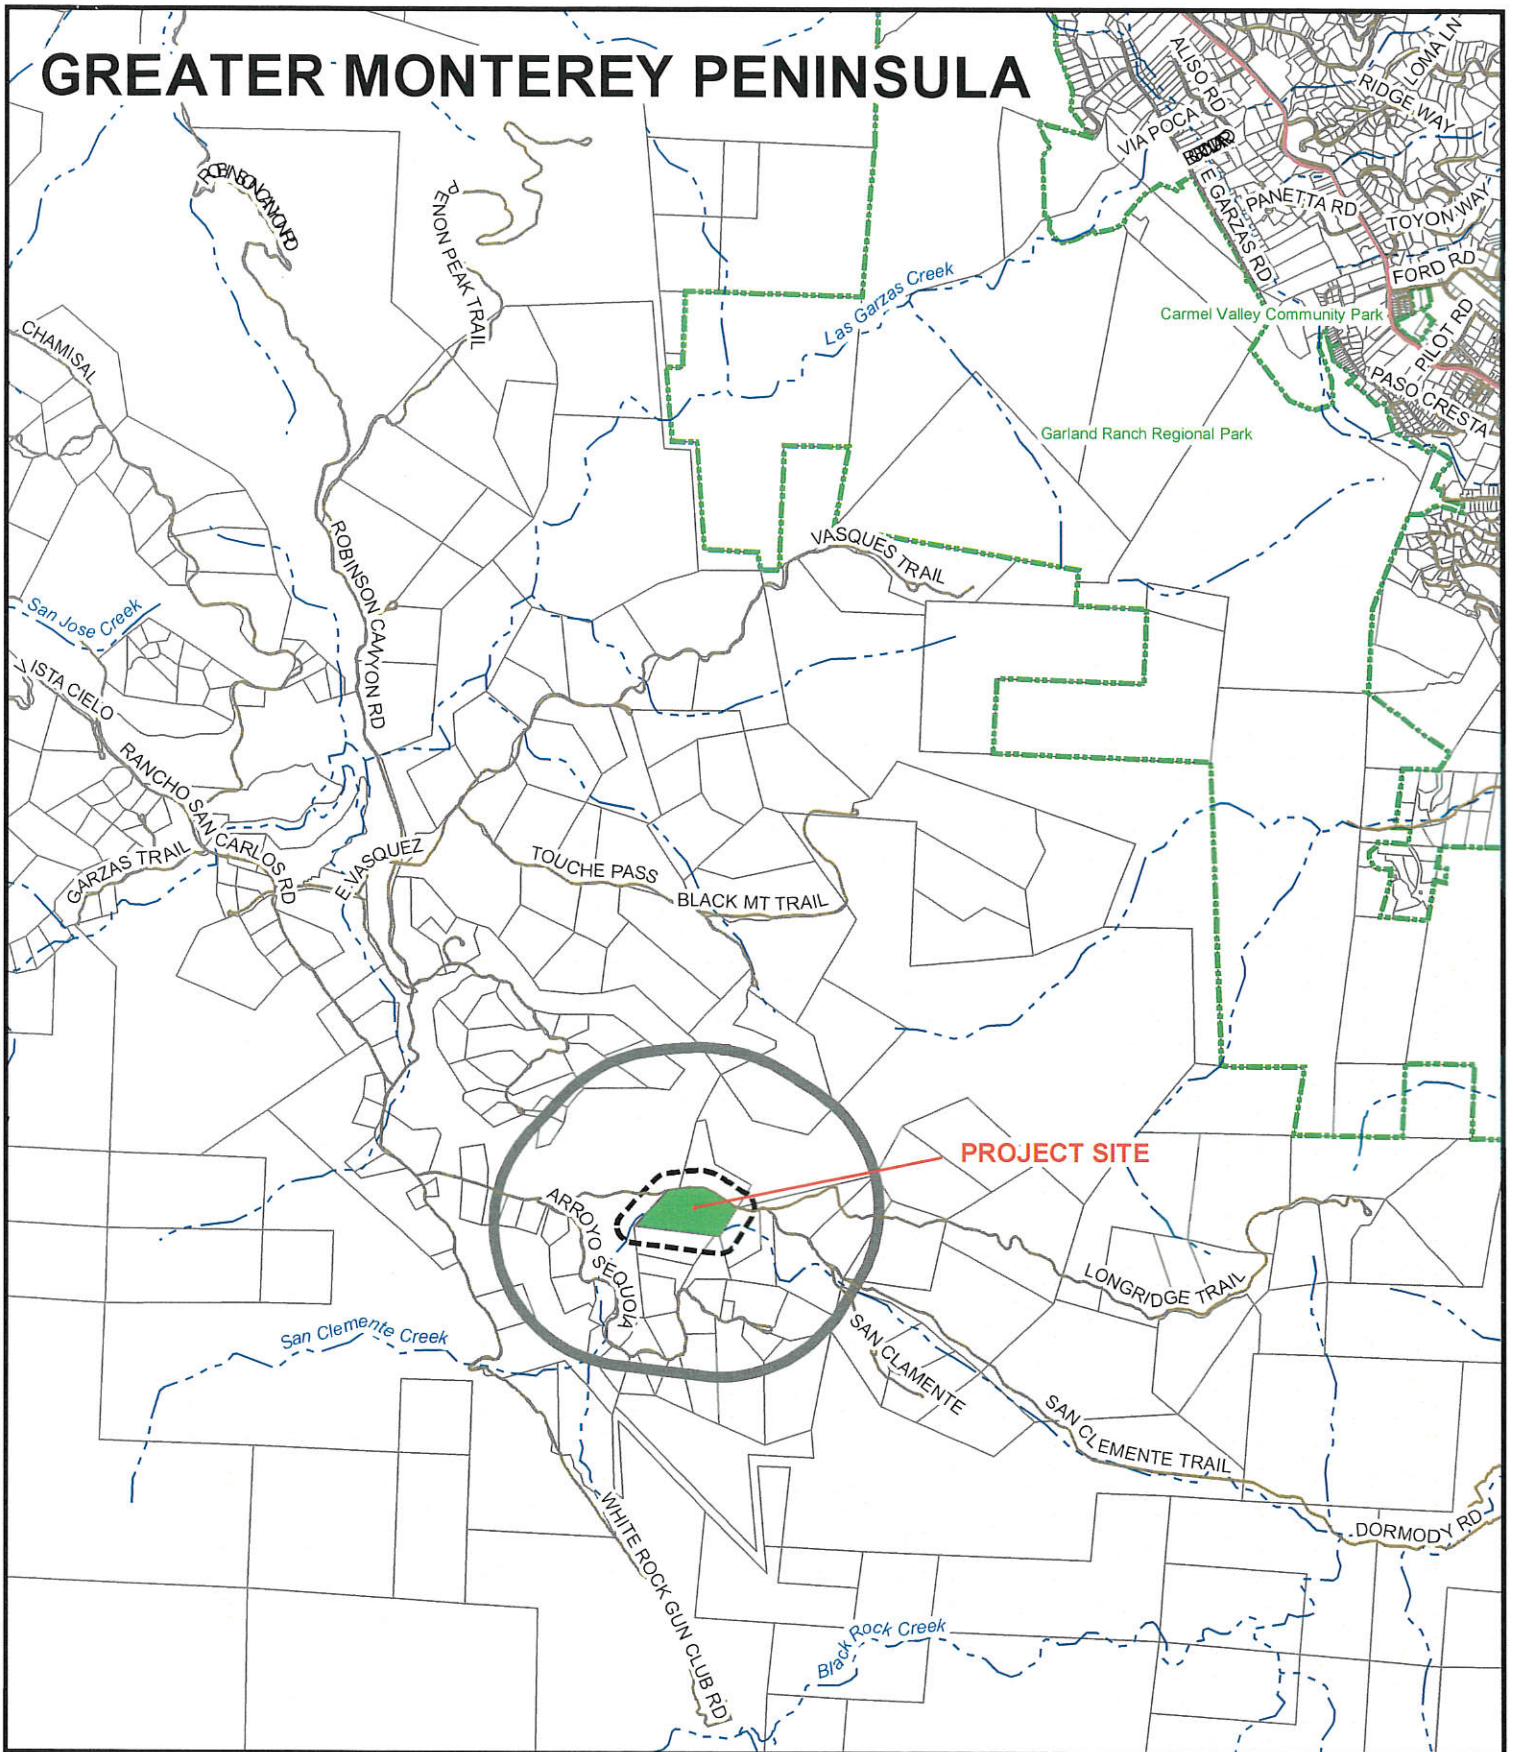 GREATER MONTEREY PENINSULA
ALISO RD
LOMA LN
RIDGE WAY
VIA POCA
ROBINSON CANYON RD
PENON PEAK TRAIL
E GARZAS RD
PANETTA RD
TOYON WAY
FORD RD
Las Garzas Creek
Carmel Valley Community Park
PILOT RD
CHAMISAL
PASO CRESTA
Garland Ranch Regional Park
ROBINSON CANYON RD
VASQUES TRAIL
San Jose Creek
VISTA CIELO
RANCHO SAN CARLOS RD
GARZAS TRAIL
E VASQUEZ
TOUCHE PASS
BLACK MT TRAIL
PROJECT SITE
ARROYO SEQUOIA
LONGRIDGE TRAIL
San Clemente Creek
SAN CLAMENTE
SAN CLEMENTE TRAIL
DORMODY RD
WHITE ROCK GUN CLUB RD
Black Rock Creek